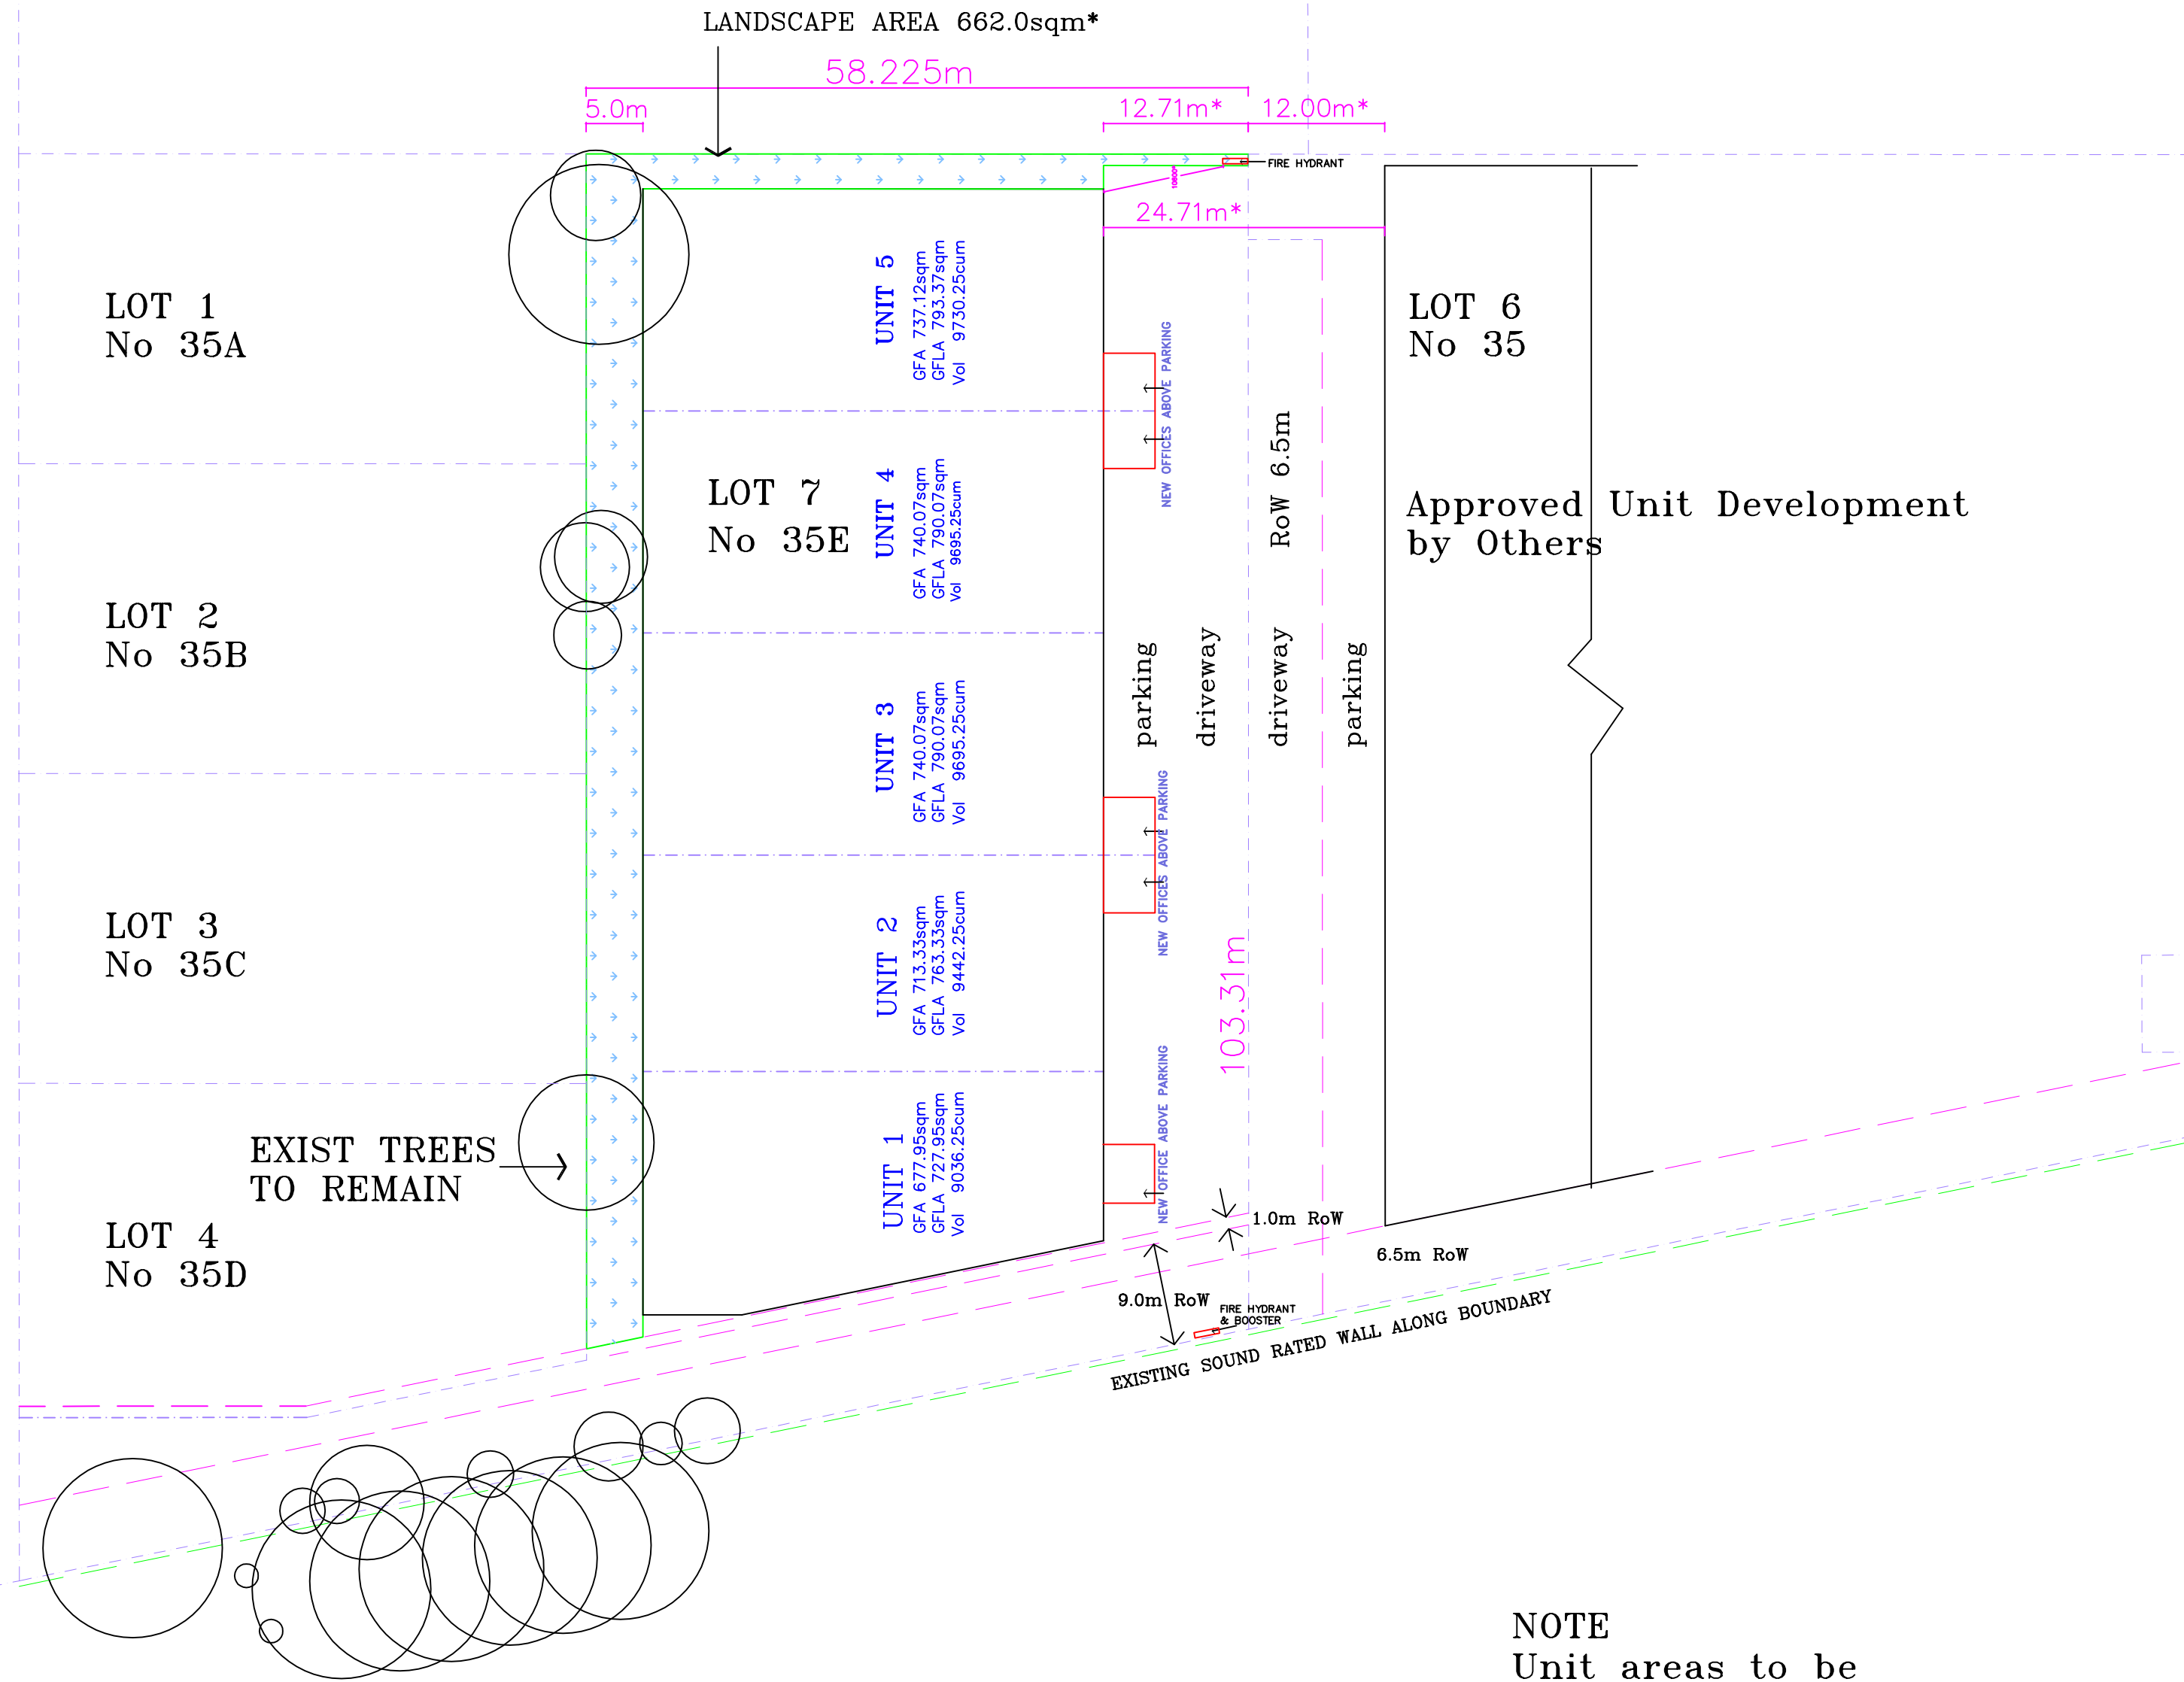 LANDSCAPE AREA 662.0sqm*
58.225m
5.0m
12.71m*
12.00m*
FIRE HYDRANT
10600*
24.71m*
LOT 1
No 35A
UNIT 5
GFA 737.12sqm
GFLA 793.37sqm
Vol 9730.25cum
NEW OFFICES ABOVE PARKING
LOT 6
No 35
RoW 6.5m
LOT 7
No 35E
UNIT 4
GFA 740.07sqm
GFLA 790.07sqm
Vol 9695.25cum
Approved Unit Development
by Others
LOT 2
No 35B
UNIT 3
GFA 740.07sqm
GFLA 790.07sqm
Vol 9695.25cum
parking
driveway
driveway
parking
NEW OFFICES ABOVE PARKING
LOT 3
No 35C
UNIT 2
GFA 713.33sqm
GFLA 763.33sqm
Vol 9442.25cum
103.31m
EXIST TREES
TO REMAIN
UNIT 1
GFA 677.95sqm
GFLA 727.95sqm
Vol 9036.25cum
NEW OFFICE ABOVE PARKING
LOT 4
No 35D
1.0m RoW
6.5m RoW
9.0m RoW
FIRE HYDRANT
& BOOSTER
EXISTING SOUND RATED WALL ALONG BOUNDARY
NOTE
Unit areas to be